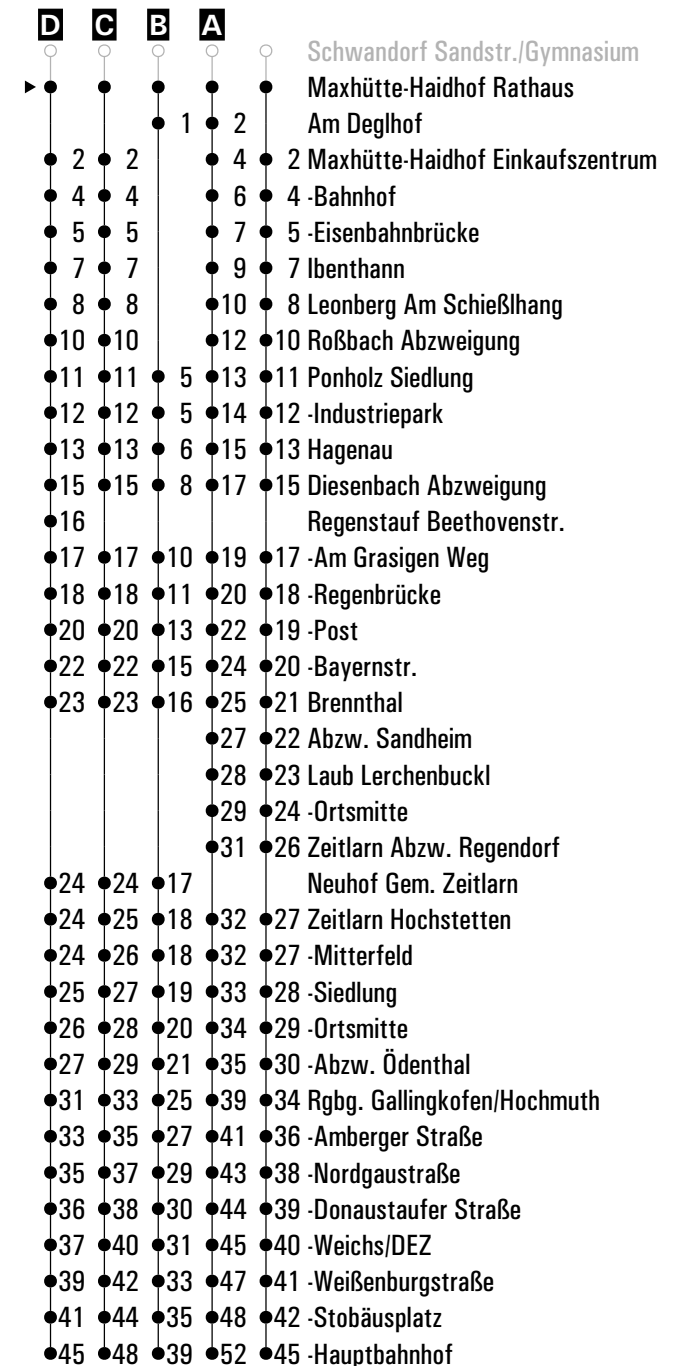 D C B A
Schwandorf Sandstr./Gymnasium
Maxhütte-Haidhof Rathaus
1 2 Am Deglhof
2 2 4 2 Maxhütte-Haidhof Einkaufszentrum
4 4 6 4 -Bahnhof
5 5 7 5 -Eisenbahnbrücke
7 7 9 7 Ibenthann
8 8 10 8 Leonberg Am Schießlhang
10 10 12 10 Roßbach Abzweigung
11 11 5 13 11 Ponholz Siedlung
12 12 5 14 12 -Industriepark
13 13 6 15 13 Hagenau
15 15 8 17 15 Diesenbach Abzweigung
16 Regenstauf Beethovenstr.
17 17 10 19 17 -Am Grasigen Weg
18 18 11 20 18 -Regenbrücke
20 20 13 22 19 -Post
22 22 15 24 20 -Bayernstr.
23 23 16 25 21 Brennthal
27 22 Abzw. Sandheim
28 23 Laub Lerchenbuckl
29 24 -Ortsmitte
31 26 Zeitlarn Abzw. Regendorf
24 24 17 Neuhof Gem. Zeitlarn
24 25 18 32 27 Zeitlarn Hochstetten
24 26 18 32 27 -Mitterfeld
25 27 19 33 28 -Siedlung
26 28 20 34 29 -Ortsmitte
27 29 21 35 30 -Abzw. Ödenthal
31 33 25 39 34 Rgbg. Gallingkofen/Hochmuth
33 35 27 41 36 -Amberger Straße
35 37 29 43 38 -Nordgaustraße
36 38 30 44 39 -Donaustaufer Straße
37 40 31 45 40 -Weichs/DEZ
39 42 33 47 41 -Weißenburgstraße
41 44 35 48 42 -Stobäusplatz
45 48 39 52 45 -Hauptbahnhof